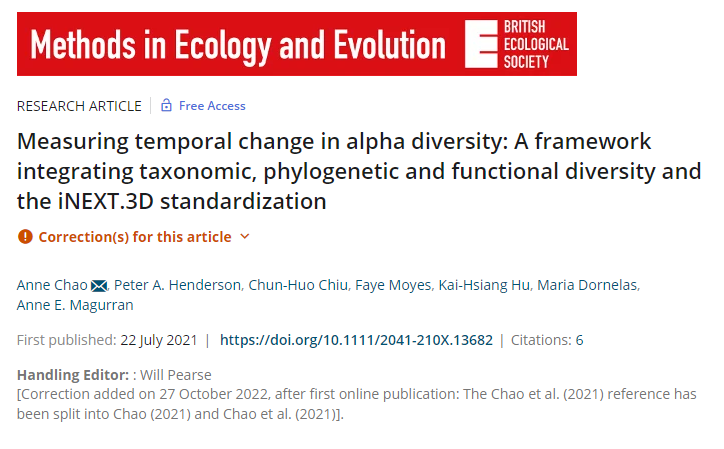 Methods in Ecology and Evolution
BRITISH
ECOLOGICAL
SOCIETY
RESEARCH ARTICLE
Free Access
Measuring temporal change in alpha diversity: A framework
integrating taxonomic, phylogenetic and functional diversity and
the iNEXT.3D standardization
Correction(s) for this article
Anne Chao, Peter A. Henderson, Chun-Huo Chiu, Faye Moyes, Kai-Hsiang Hu, Maria Dornelas,
Anne E. Magurran
First published: 22 July 2021 | https://doi.org/10.1111/2041-210X.13682 | Citations: 6
Handling Editor: : Will Pearse
[Correction added on 27 October 2022, after first online publication: The Chao et al. (2021) reference has
been split into Chao (2021) and Chao et al. (2021)].